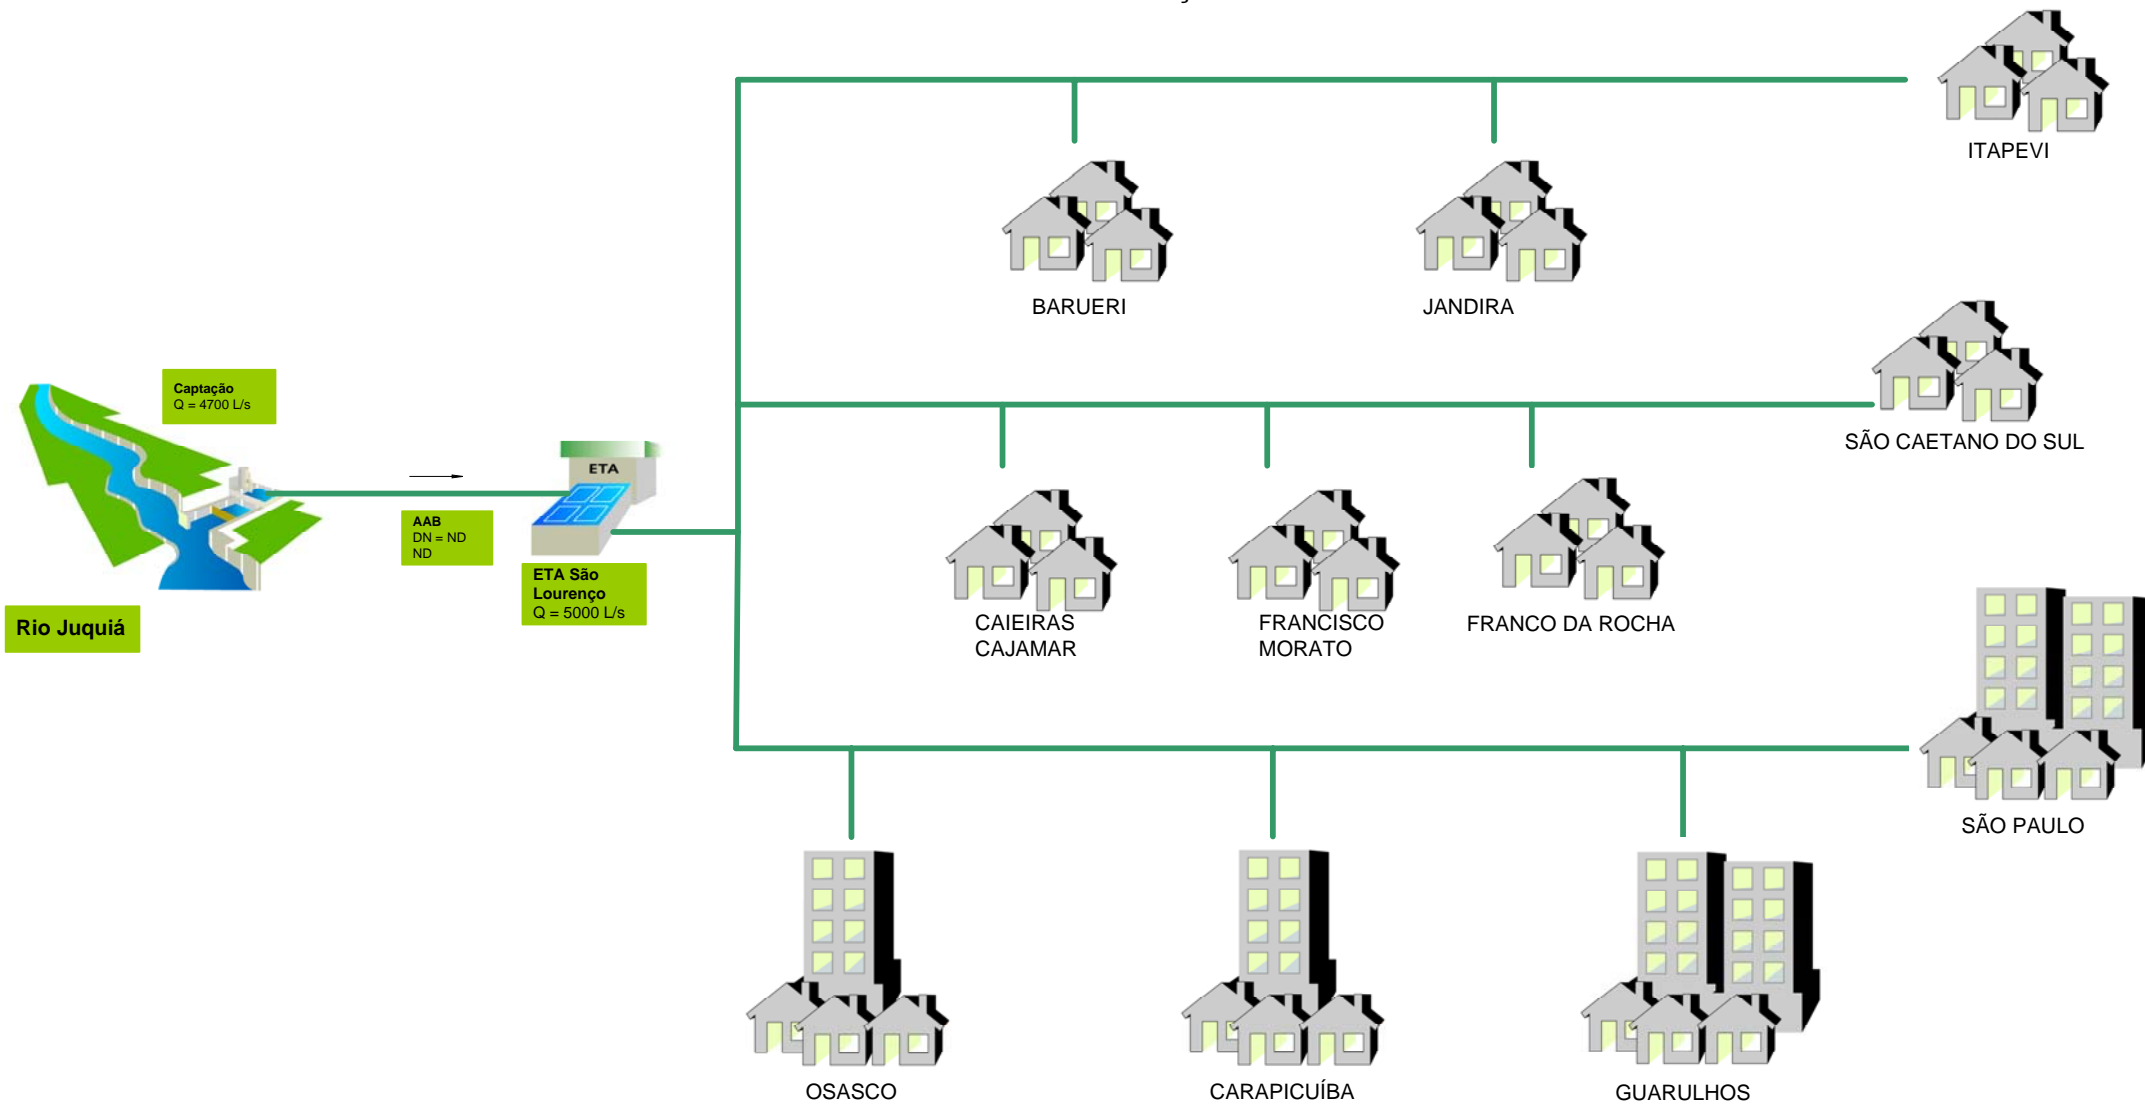 ITAPEVI
BARUERI
JANDIRA
Captação
Q = 4700 L/s
SÃO CAETANO DO SUL
ETA
AAB
DN = ND
ND
ETA São
Lourenço
Q = 5000 L/s
Rio Juquiá
CAIEIRAS
CAJAMAR
FRANCISCO
MORATO
FRANCO DA ROCHA
SÃO PAULO
OSASCO
CARAPICUÍBA
GUARULHOS